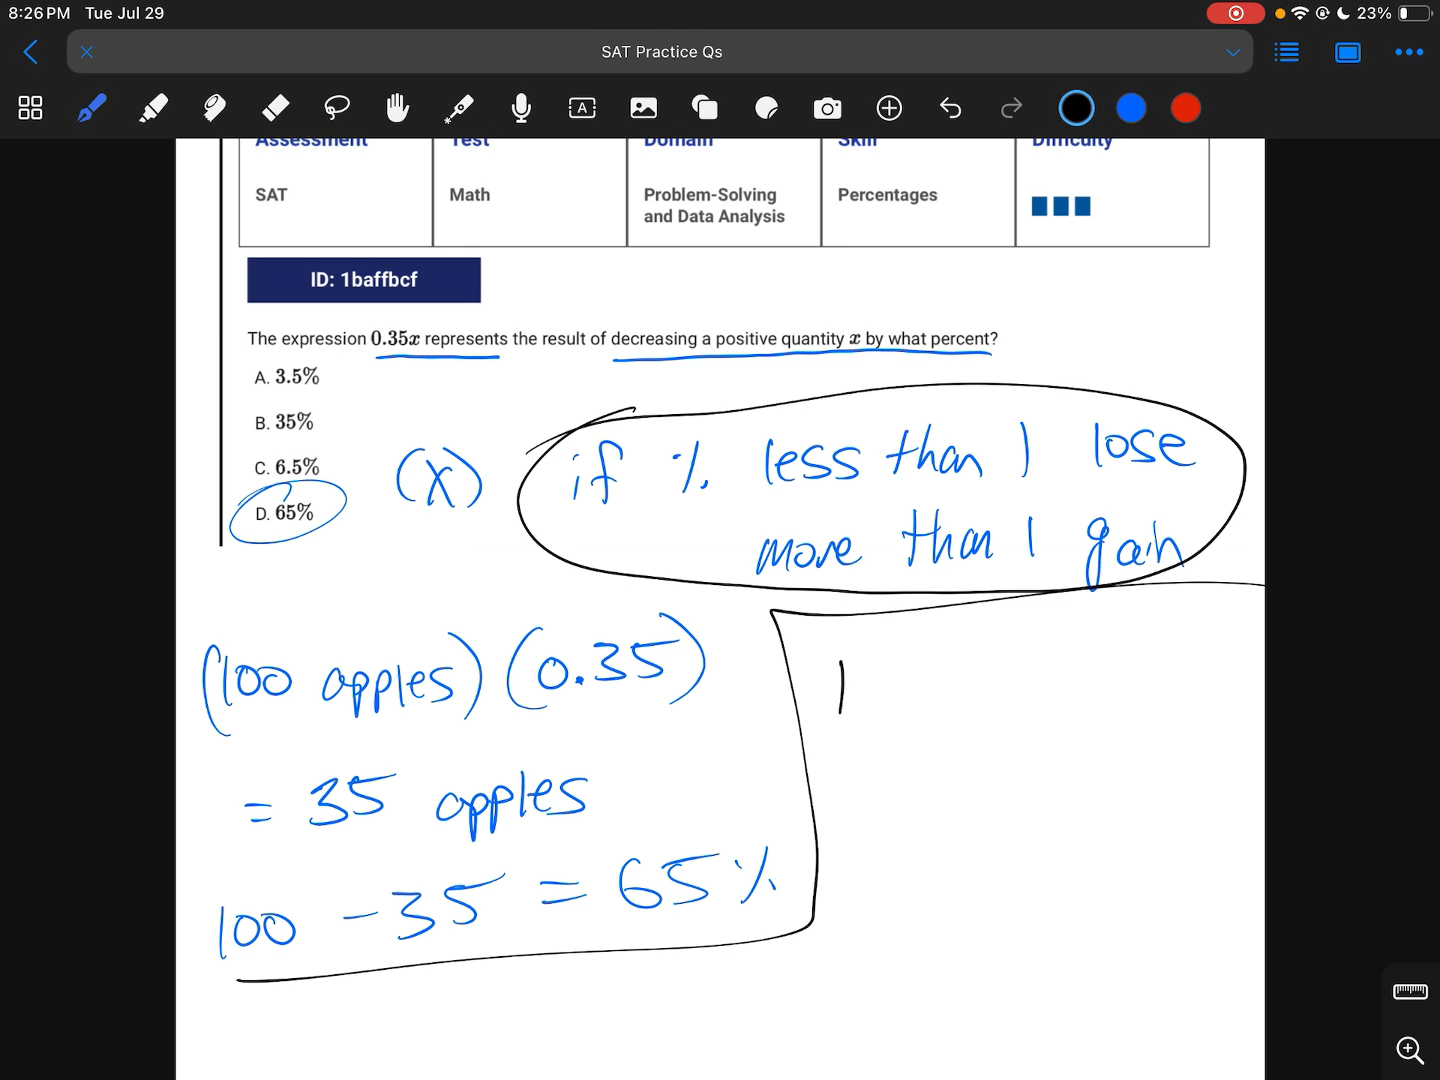 8:26 PM Tue Jul 29
23%
SAT Practice Qs
Assessment Test Domain Skill Difficulty
SAT Math Problem-Solving Percentages
and Data Analysis
ID: 1baffbcf
The expression 0.35x represents the result of decreasing a positive quantity x by what percent?
A. 3.5%
B. 35%
C. 6.5%
D. 65%
(x) if % less than 1 lose
more than 1 gain
(100 apples) (0.35)
1
= 35 apples
100 - 35 = 65%